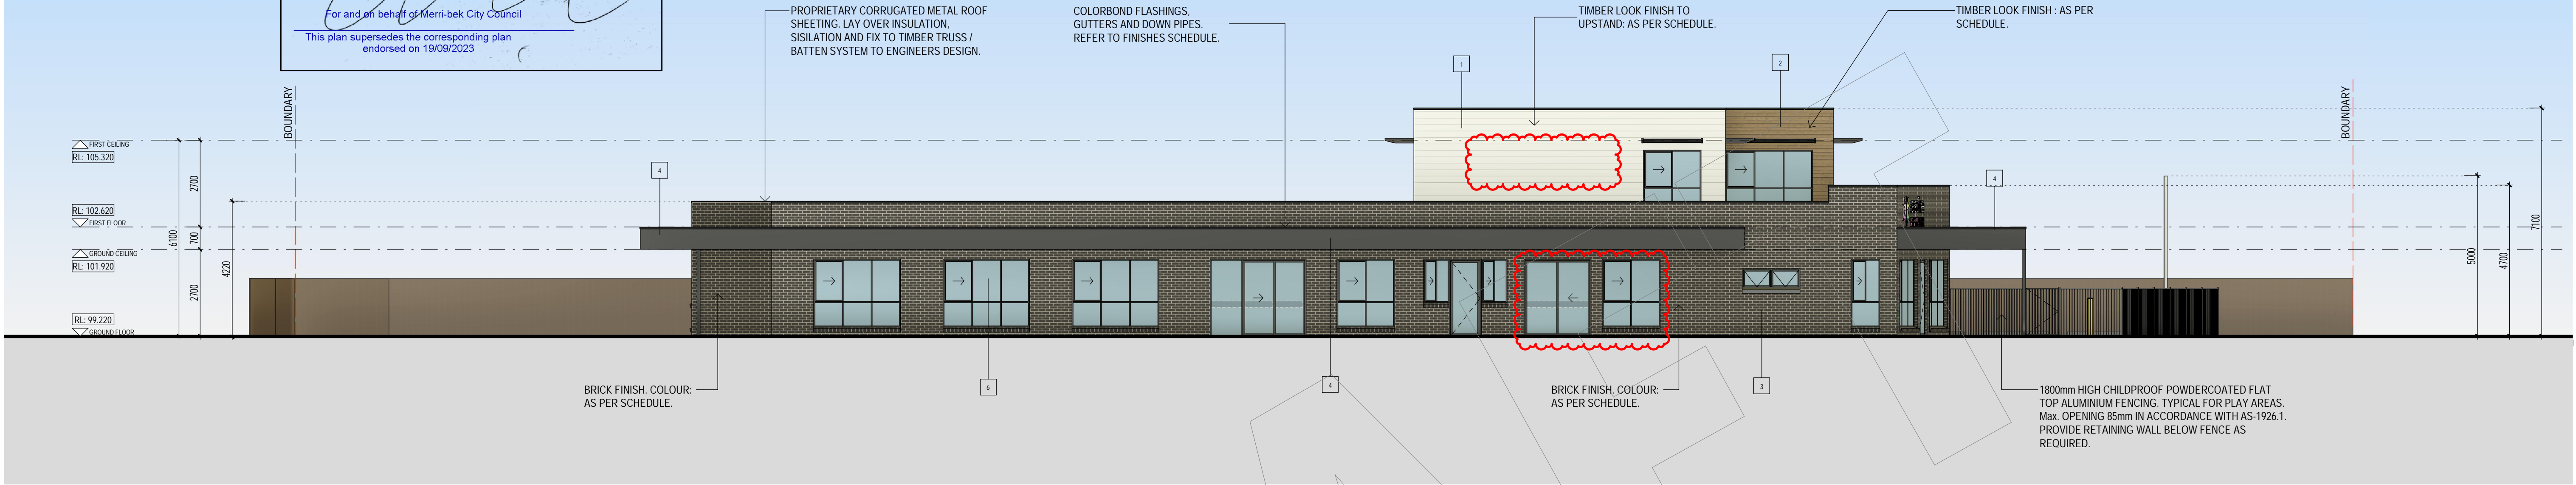 For and on behalf of Merri-bek City Council
This plan supersedes the corresponding plan
endorsed on 19/09/2023
PROPRIETARY CORRUGATED METAL ROOF
SHEETING. LAY OVER INSULATION,
SISILATION AND FIX TO TIMBER TRUSS /
BATTEN SYSTEM TO ENGINEERS DESIGN.
COLORBOND FLASHINGS,
GUTTERS AND DOWN PIPES.
REFER TO FINISHES SCHEDULE.
TIMBER LOOK FINISH TO
UPSTAND: AS PER SCHEDULE.
TIMBER LOOK FINISH : AS PER
SCHEDULE.
1
2
BOUNDARY
BOUNDARY
FIRST CEILING
RL: 105.320
RL: 102.620
FIRST FLOOR
GROUND CEILING
RL: 101.920
RL: 99.220
GROUND FLOOR
6100
2700
700
2700
4220
4
4
5000
4700
7100
BRICK FINISH. COLOUR:
AS PER SCHEDULE.
6
4
BRICK FINISH. COLOUR:
AS PER SCHEDULE.
3
1800mm HIGH CHILDPROOF POWDERCOATED FLAT
TOP ALUMINIUM FENCING. TYPICAL FOR PLAY AREAS.
Max. OPENING 85mm IN ACCORDANCE WITH AS-1926.1.
PROVIDE RETAINING WALL BELOW FENCE AS
REQUIRED.